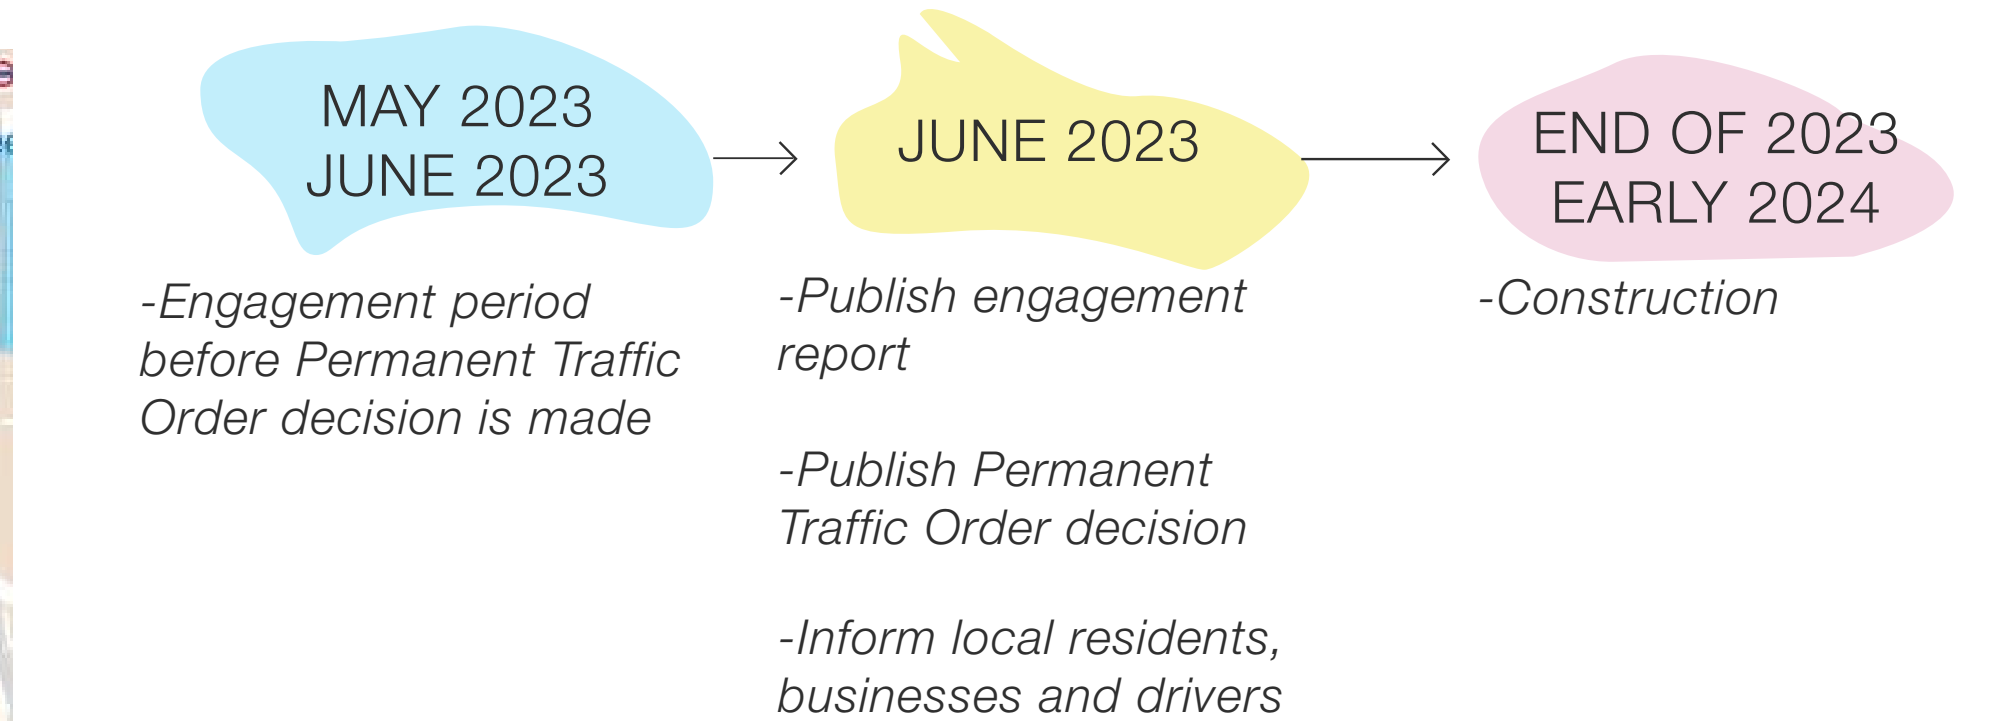 MAY 2023
JUNE 2023
-Engagement period
before Permanent Traffic
Order decision is made
JUNE 2023
-Publish engagement
report
-Publish Permanent
Traffic Order decision
-Inform local residents,
businesses and drivers
END OF 2023
EARLY 2024
-Construction